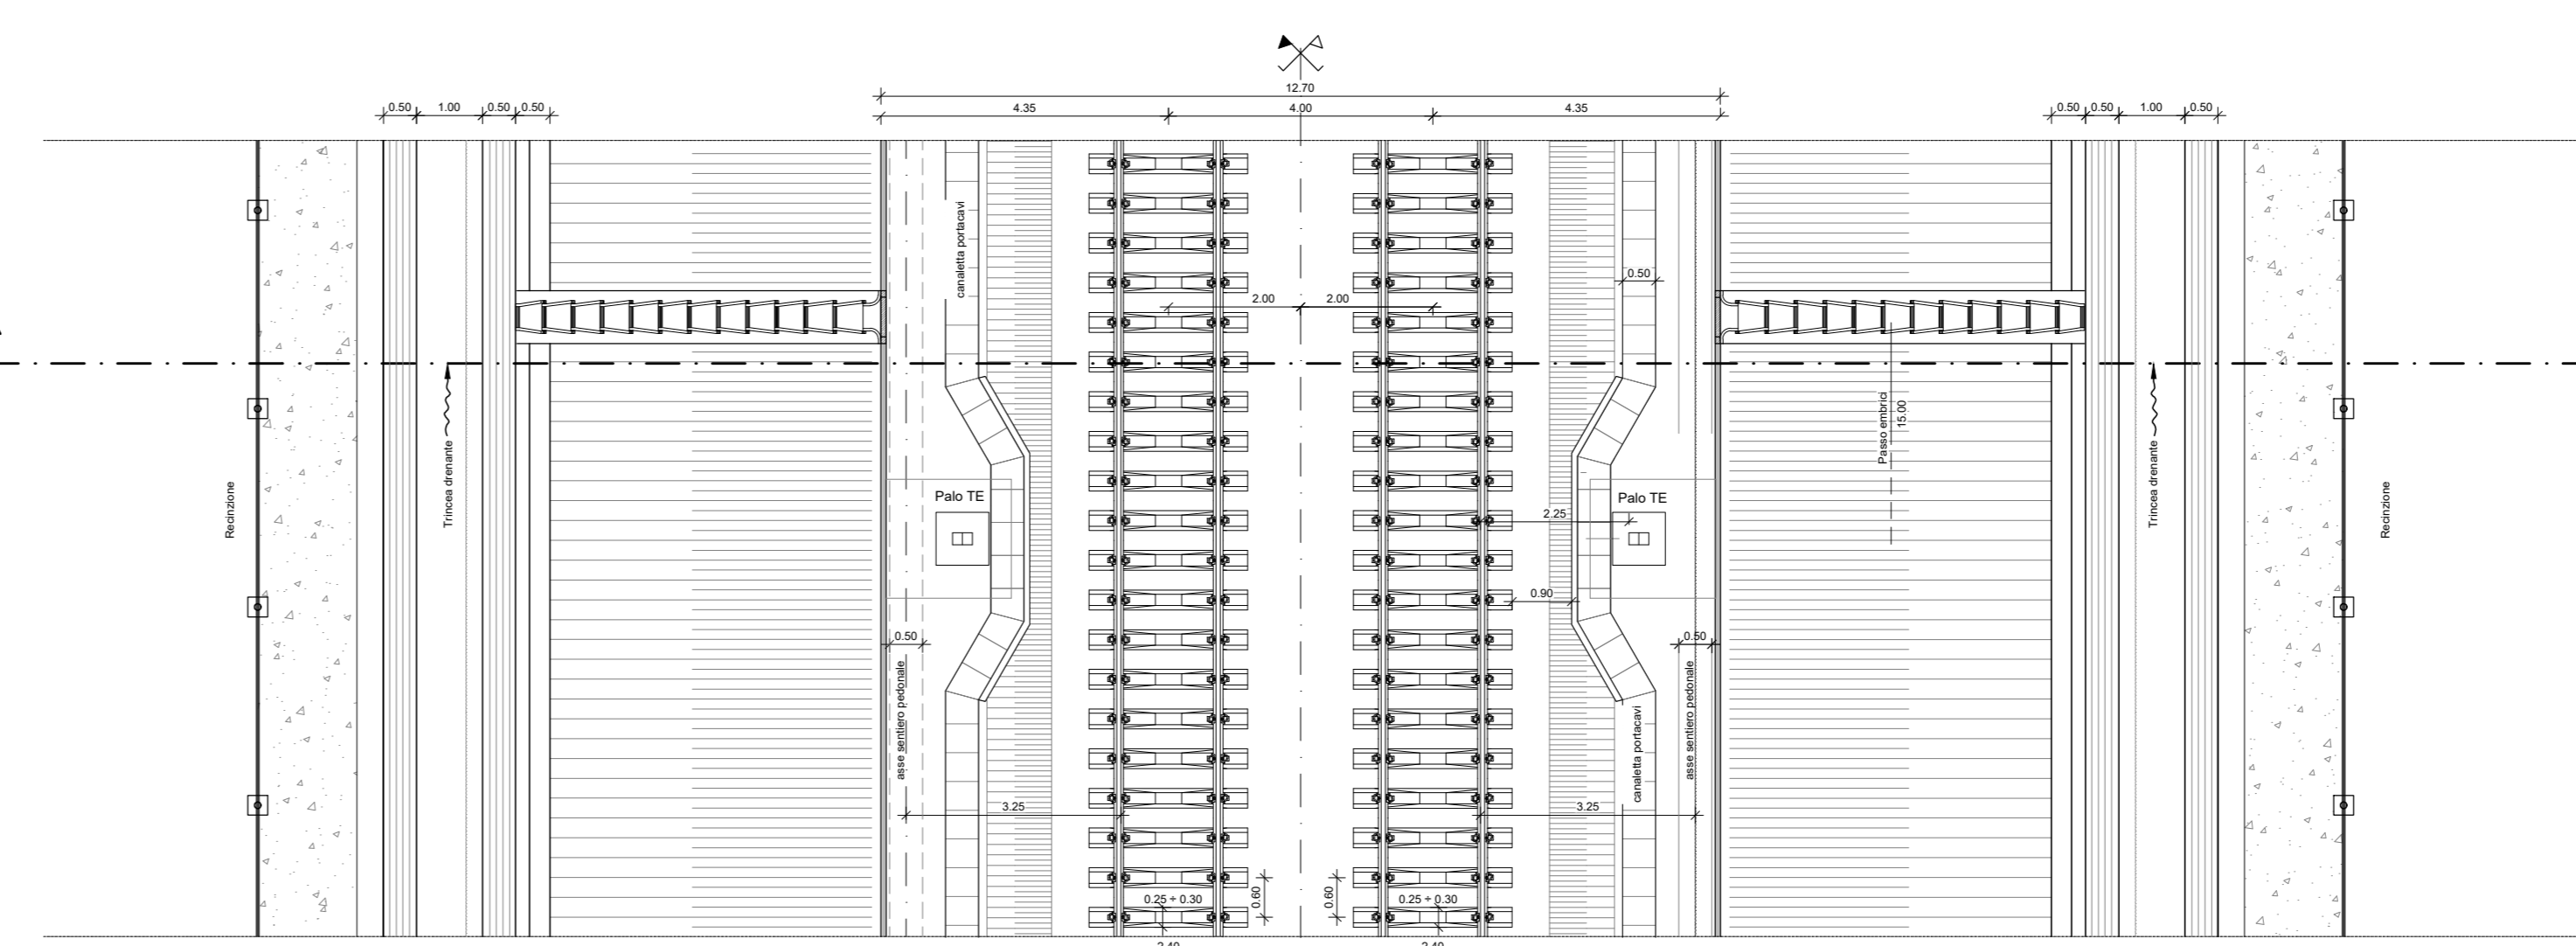 12.70
0.50 1.00 0.50 0.50 4.35 4.00 4.35 0.50 0.50 1.00 0.50
canaletta portacavi
0.50
2.00 2.00
Passo embrici
15.00
Recinzione
Trincea drenante
Palo TE
Palo TE
2.25
Trincea drenante
Recinzione
0.90
0.50
0.50
asse sentiero pedonale
canaletta portacavi
asse sentiero pedonale
3.25
3.25
0.25 ÷ 0.30
0.60
0.60
0.25 ÷ 0.30